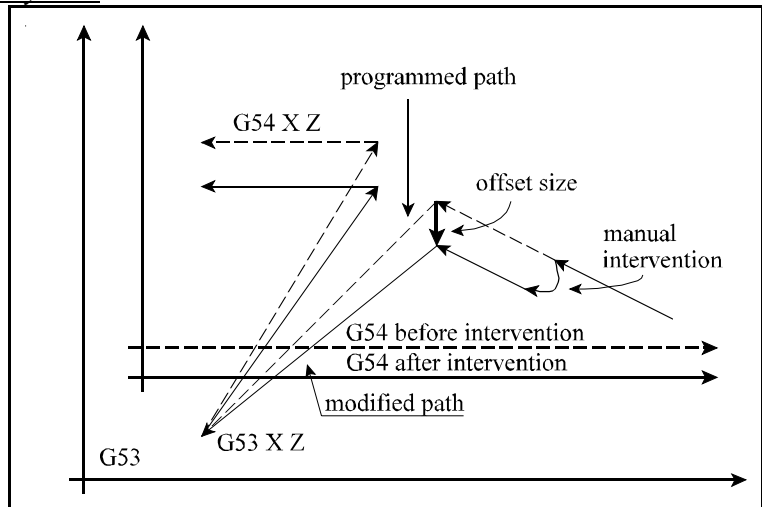 programmed path
G54 X Z
offset size
manual
intervention
G54 before intervention
G54 after intervention
modified path
G53 X Z
G53